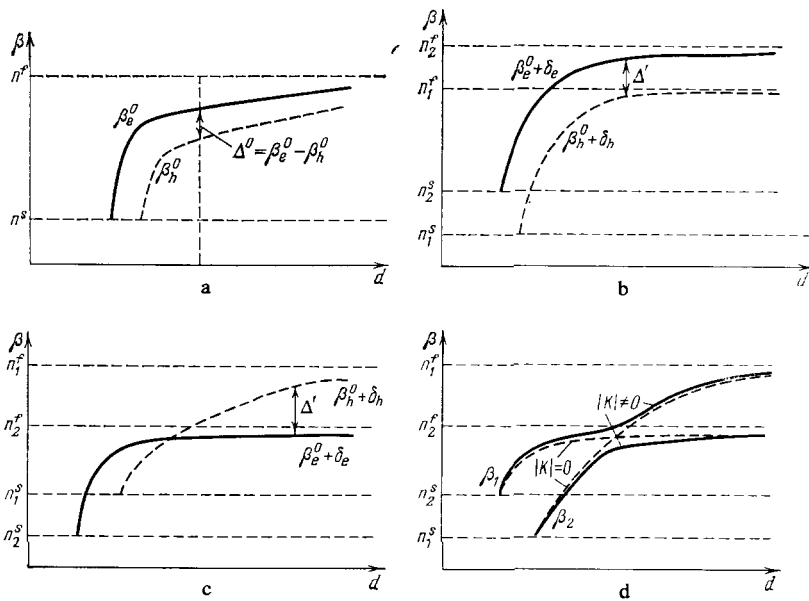 β
n^f
β_e^0
β_h^0
Δ^0=β_e^0−β_h^0
n^s
d
a
β
n_2^f
β_e^0+δ_e
n_1^f
Δ'
β_h^0+δ_h
n_2^s
n_1^s
d
b
β
n_1^f
β_h^0+δ_h
Δ'
n_2^f
β_e^0+δ_e
n_1^s
n_2^s
d
c
β
n_1^f
|K|≠0
n_2^f
|K|=0
β_1
n_2^s
β_2
n_1^s
d
d